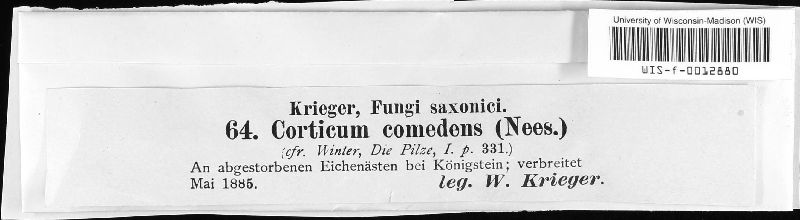 University of Wisconsin-Madison (WIS)
WIS-f-0012880
Krieger, Fungi saxonici.
64. Corticum comedens (Nees.)
(cfr. Winter, Die Pilze, I. p. 331.)
An abgestorbenen Eichenästen bei Königstein; verbreitet
Mai 1885. leg. W. Krieger.